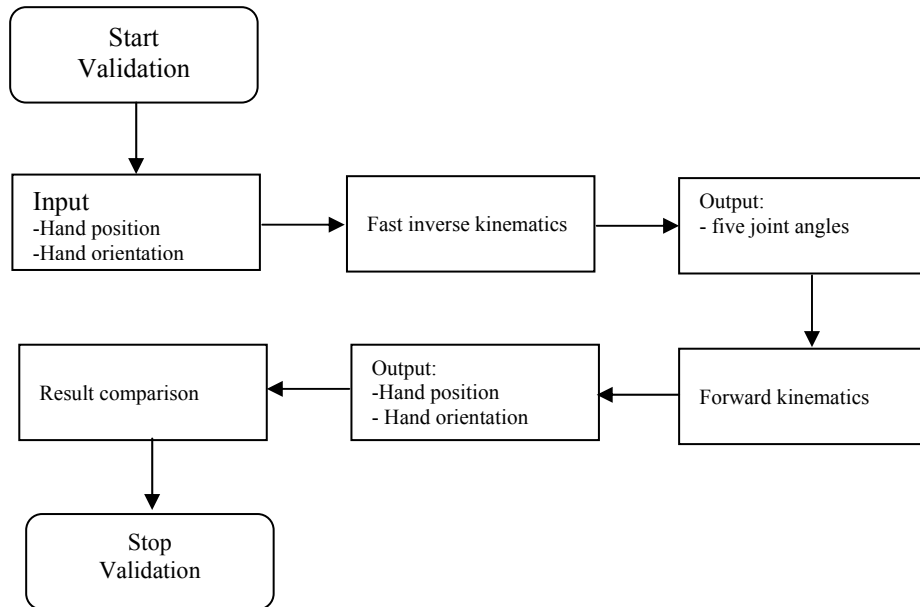 Start
Validation
Input
-Hand position
-Hand orientation
Fast inverse kinematics
Output:
- five joint angles
Forward kinematics
Output:
-Hand position
- Hand orientation
Result comparison
Stop
Validation